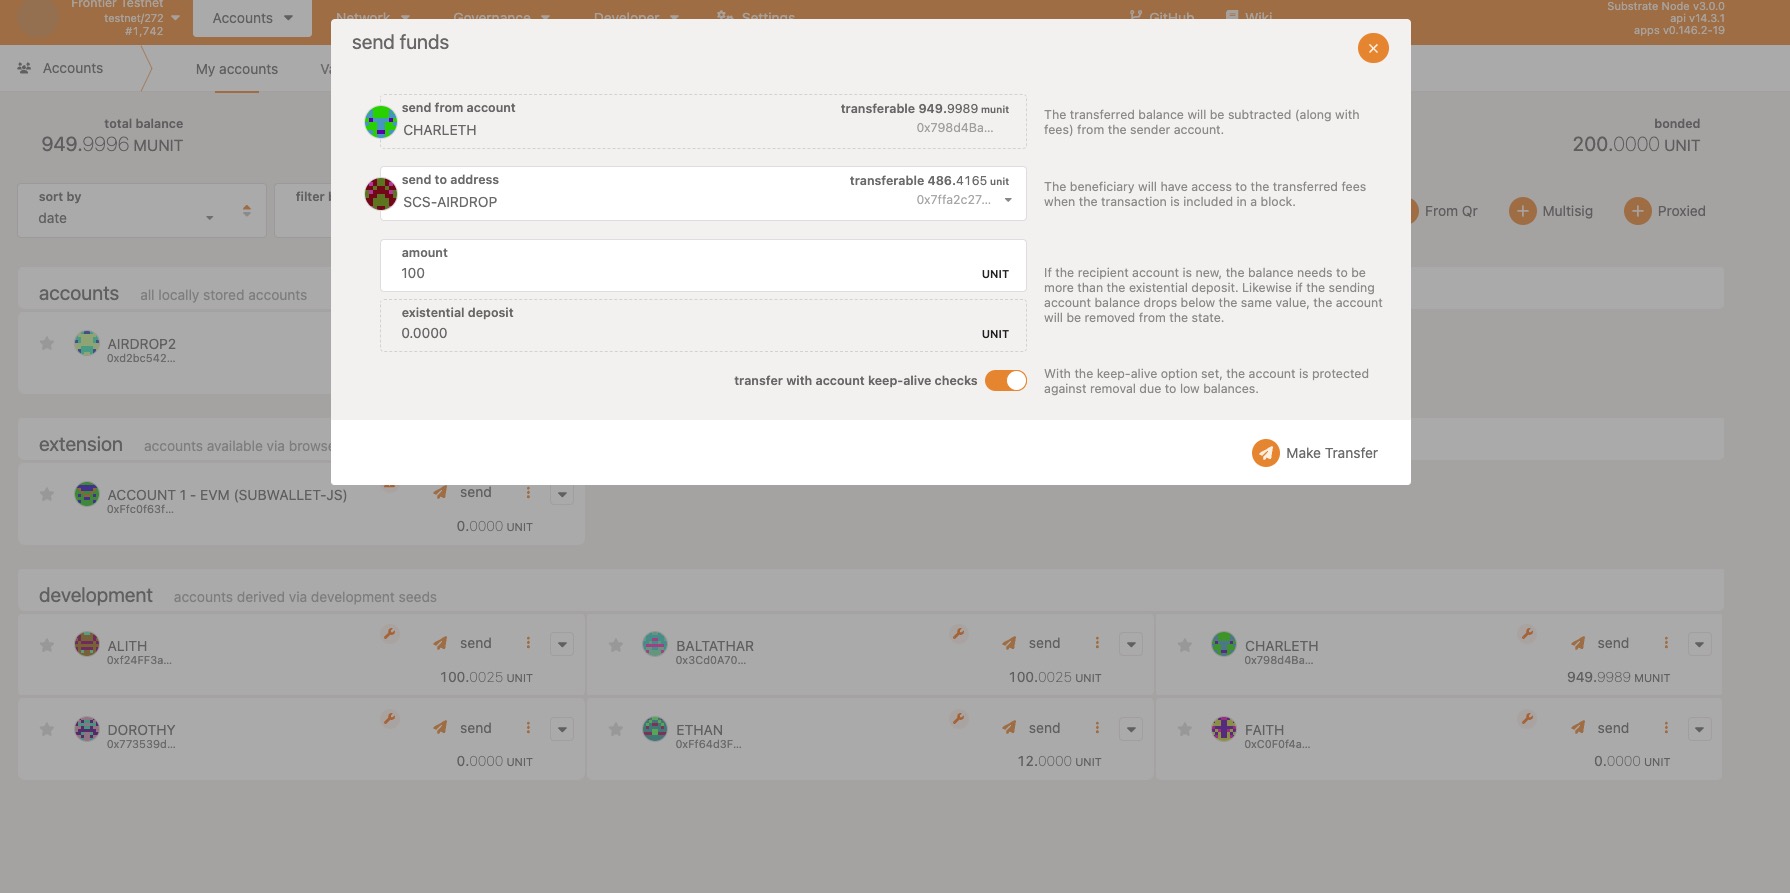 Frontier Testnet
testnet/272
#1,742
Accounts
Network
Governance
Developer
Settings
GitHub
Wiki
Substrate Node v3.0.0
api v14.3.1
apps v0.146.2-19
Accounts
My accounts
send funds
total balance
949.9996 MUNIT
bonded
200.0000 UNIT
send from account
CHARLETH
transferable 949.9989 munit
0x798d4Ba...
The transferred balance will be subtracted (along with
fees) from the sender account.
send to address
SCS-AIRDROP
transferable 486.4165 unit
0x7ffa2c27...
The beneficiary will have access to the transferred fees
when the transaction is included in a block.
sort by
date
filter
From Qr
Multisig
Proxied
amount
100
UNIT
existential deposit
0.0000
UNIT
If the recipient account is new, the balance needs to be
more than the existential deposit. Likewise if the sending
account balance drops below the same value, the account
will be removed from the state.
transfer with account keep-alive checks
With the keep-alive option set, the account is protected
against removal due to low balances.
Make Transfer
accounts all locally stored accounts
AIRDROP2
0xd2bc542...
extension accounts available via browse
ACCOUNT 1 - EVM (SUBWALLET-JS)
0xFfc0f63f...
send
0.0000 UNIT
development accounts derived via development seeds
ALITH
0xf24FF3a...
send
100.0025 UNIT
BALTATHAR
0x3Cd0A70...
send
100.0025 UNIT
CHARLETH
0x798d4Ba...
send
949.9989 MUNIT
DOROTHY
0x773539d...
send
0.0000 UNIT
ETHAN
0xFf64d3F...
send
12.0000 UNIT
FAITH
0xC0F0f4a...
send
0.0000 UNIT